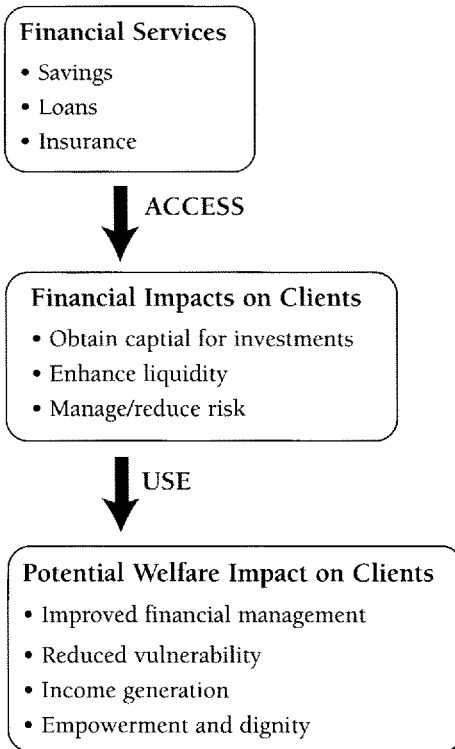 Financial Services
• Savings
• Loans
• Insurance
ACCESS
Financial Impacts on Clients
• Obtain captial for investments
• Enhance liquidity
• Manage/reduce risk
USE
Potential Welfare Impact on Clients
• Improved financial management
• Reduced vulnerability
• Income generation
• Empowerment and dignity